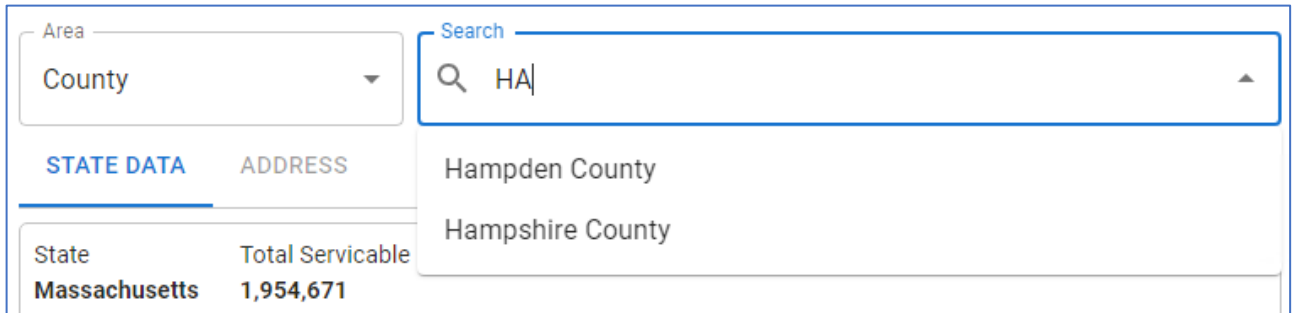 Area
Search
County
HA
STATE DATA
ADDRESS
Hampden County
Hampshire County
State
Total Servicable
Massachusetts
1,954,671